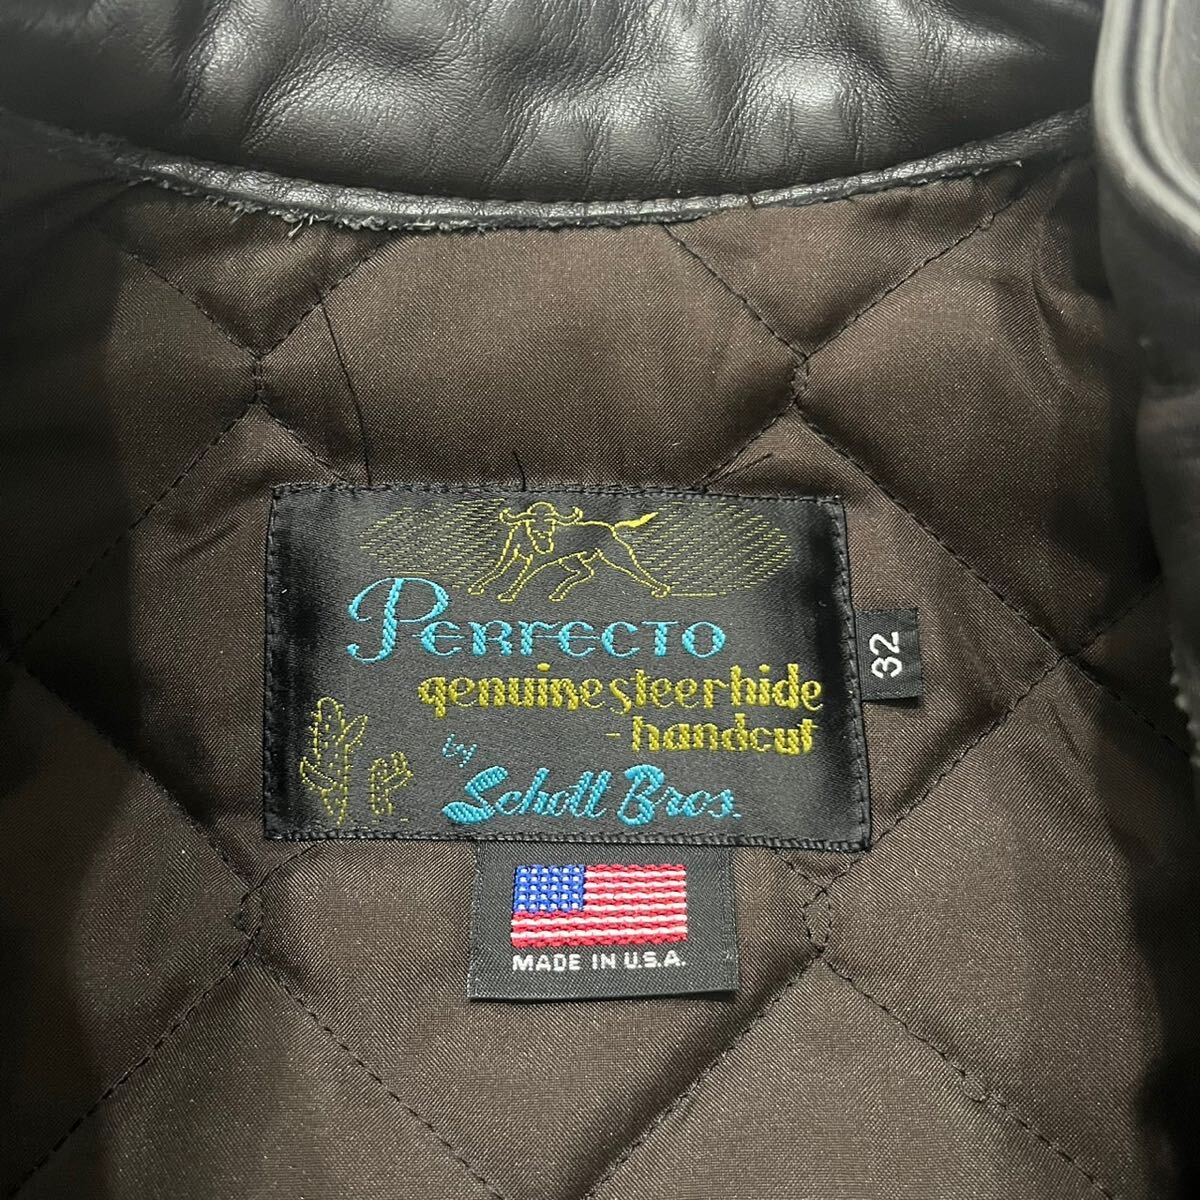 PERFECTO
genuine steerhide
-handcut
by
Schott Bros.
32
MADE IN U.S.A.